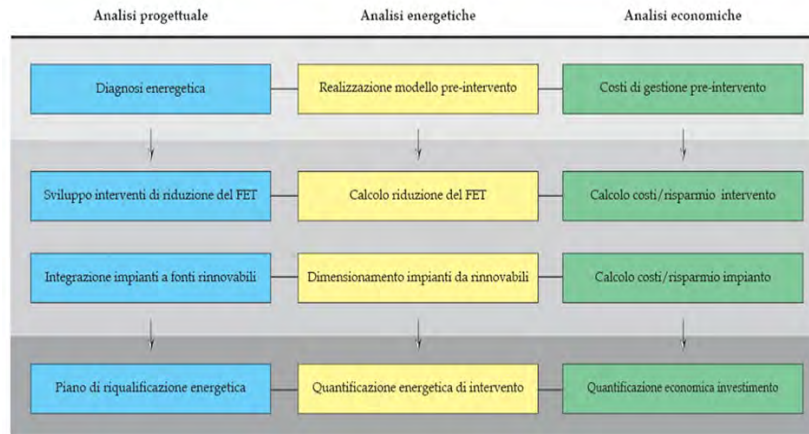 Analisi progettuale
Analisi energetiche
Analisi economiche
Diagnosi eneregetica
Realizzazione modello pre-intervento
Costi di gestione pre-intervento
Sviluppo interventi di riduzione del FET
Calcolo riduzione del FET
Calcolo costi/risparmio intervento
Integrazione impianti a fonti rinnovabili
Dimensionamento impianti da rinnovabili
Calcolo costi/risparmio impianto
Piano di riqualificazione energetica
Quantificazione energetica di intervento
Quantificazione economica investimento